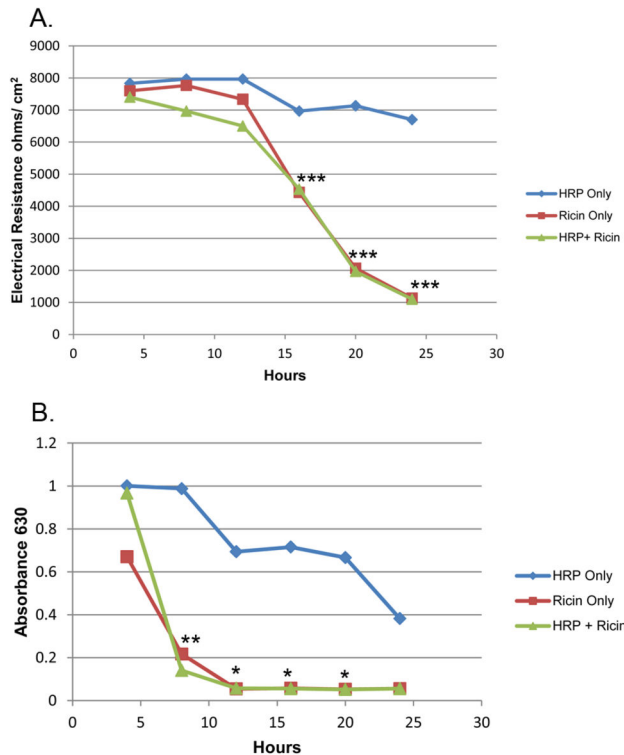 A.
Electrical Resistance ohms/ cm²
9000
8000
7000
6000
5000
4000
3000
2000
1000
0
0 5 10 15 20 25 30
Hours
***
***
***
HRP Only
Ricin Only
HRP+ Ricin
B.
Absorbance 630
1.2
1
0.8
0.6
0.4
0.2
0
0 5 10 15 20 25 30
Hours
**
*
*
*
HRP Only
Ricin Only
HRP + Ricin